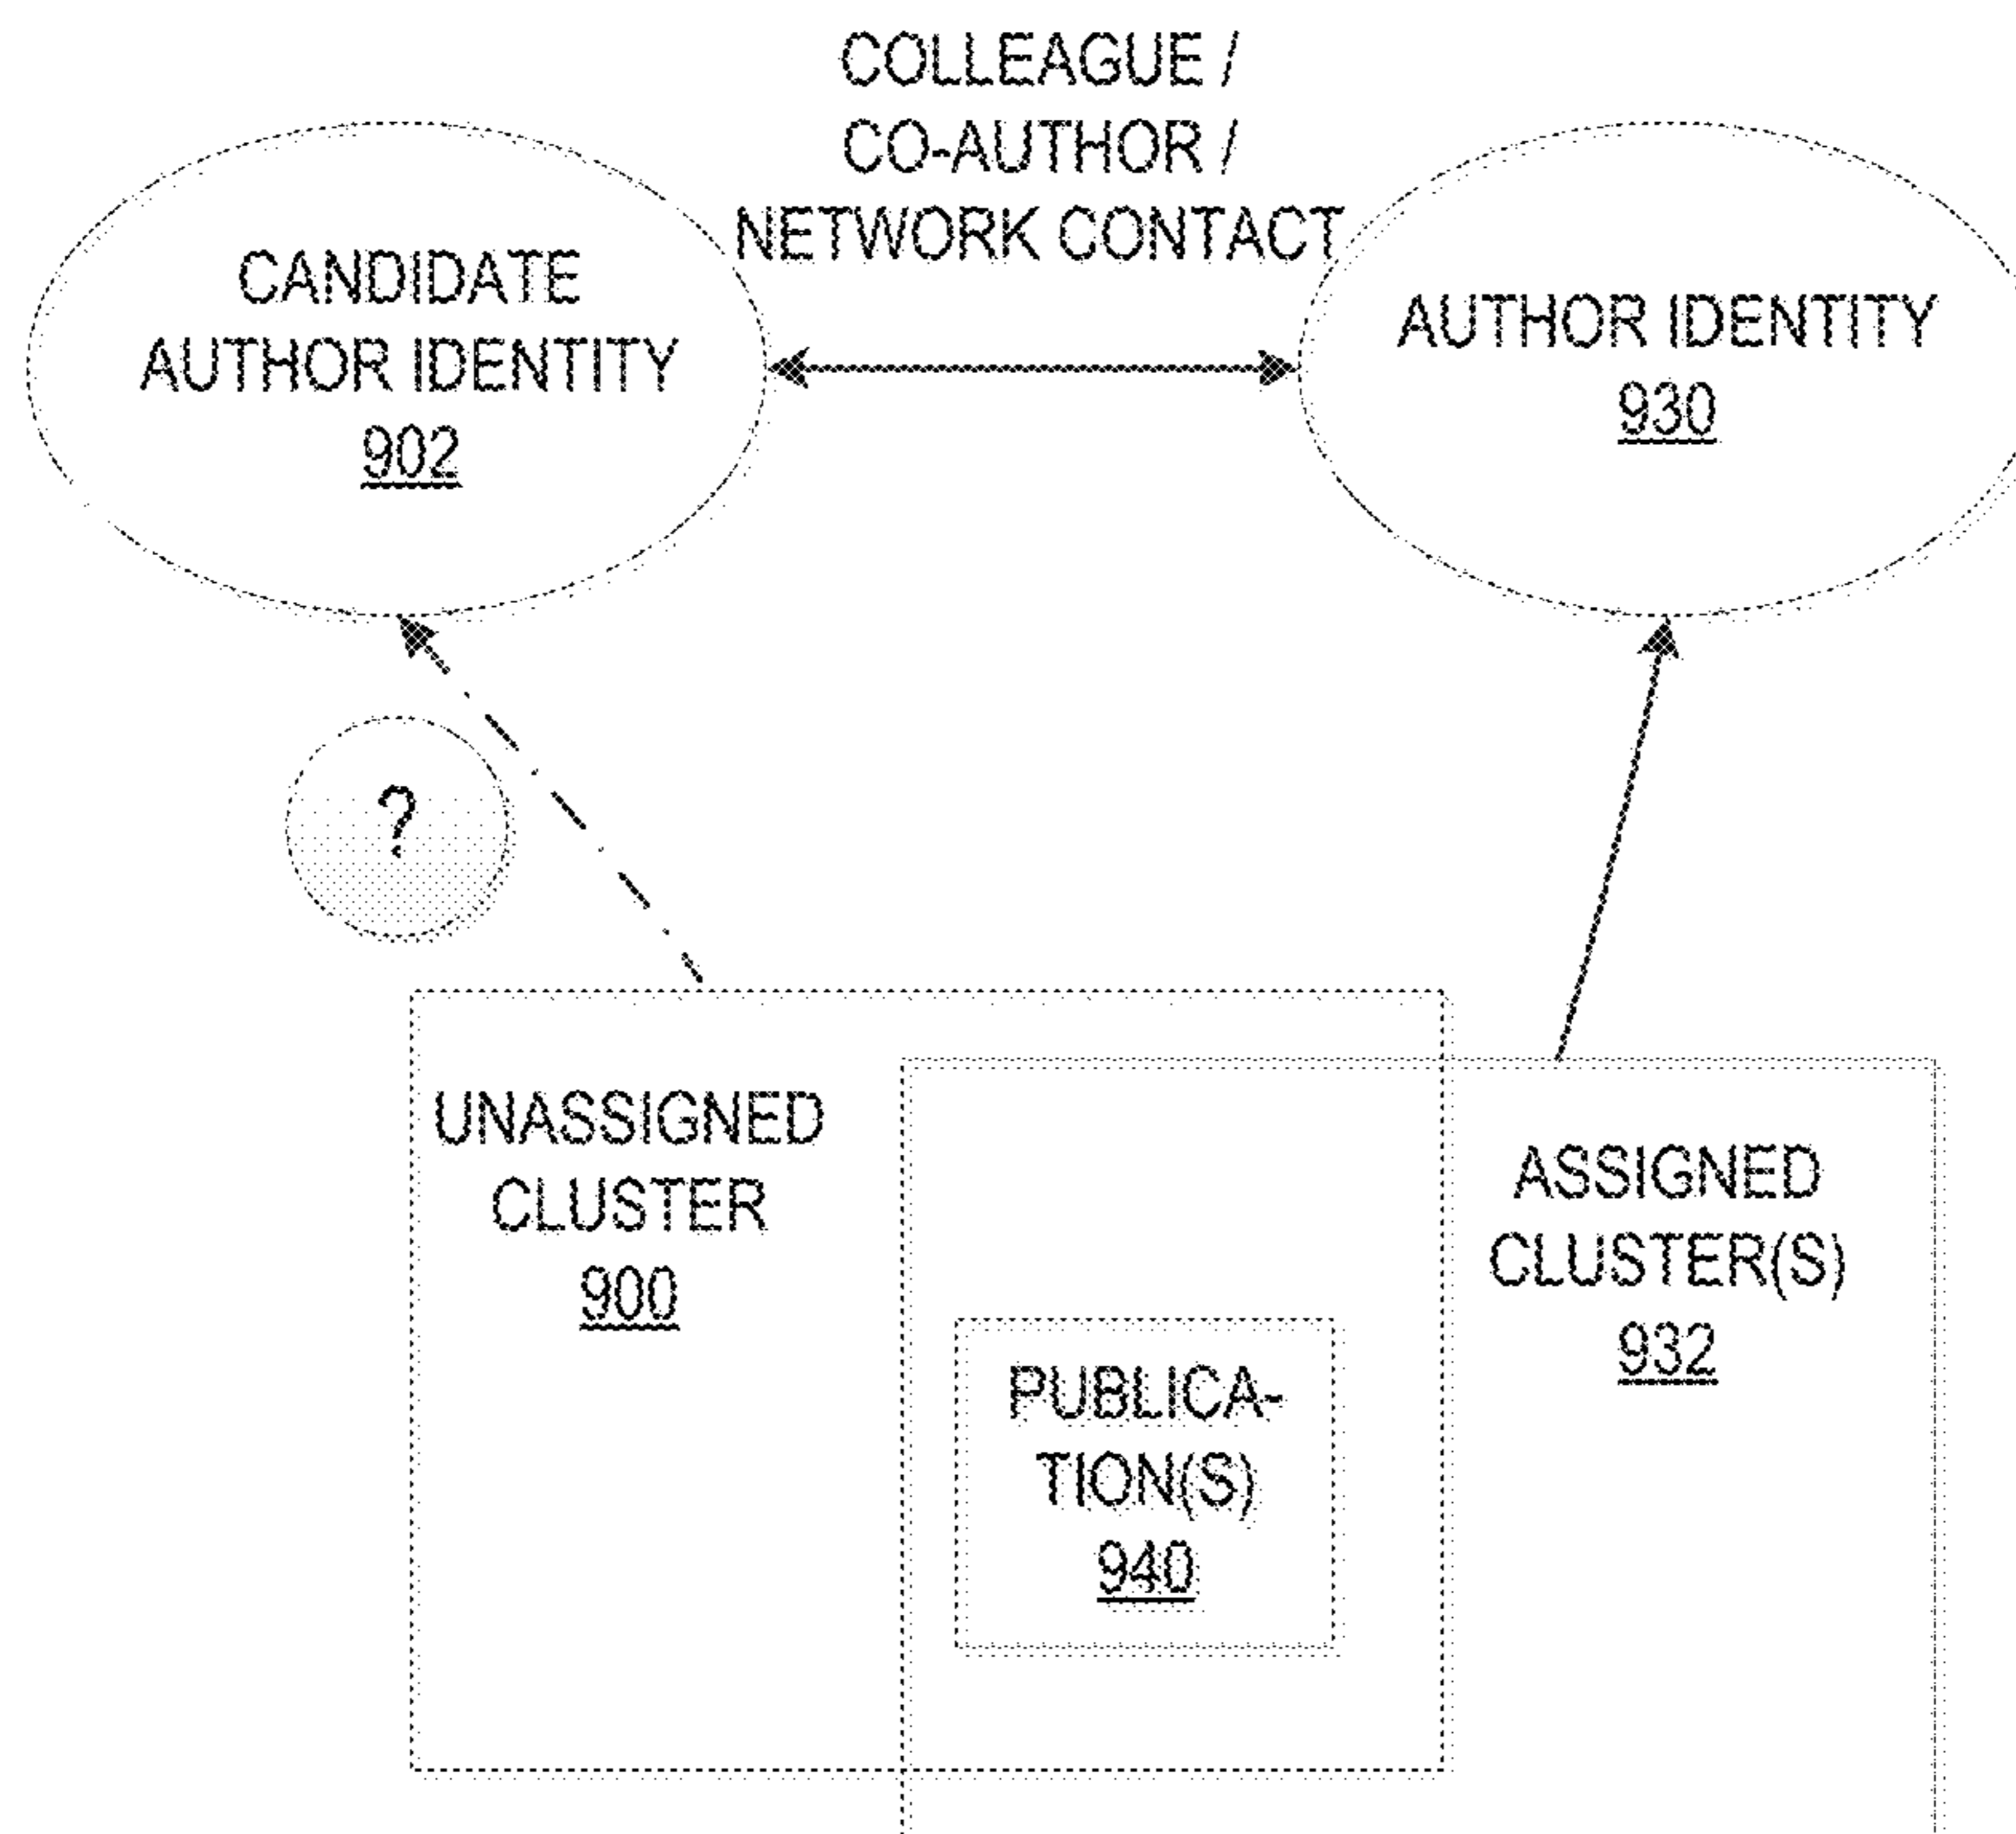 COLLEAGUE /
CO-AUTHOR /
NETWORK CONTACT
CANDIDATE
AUTHOR IDENTITY
902
AUTHOR IDENTITY
930
?
UNASSIGNED
CLUSTER
900
ASSIGNED
CLUSTER(S)
932
PUBLICA-
TION(S)
940